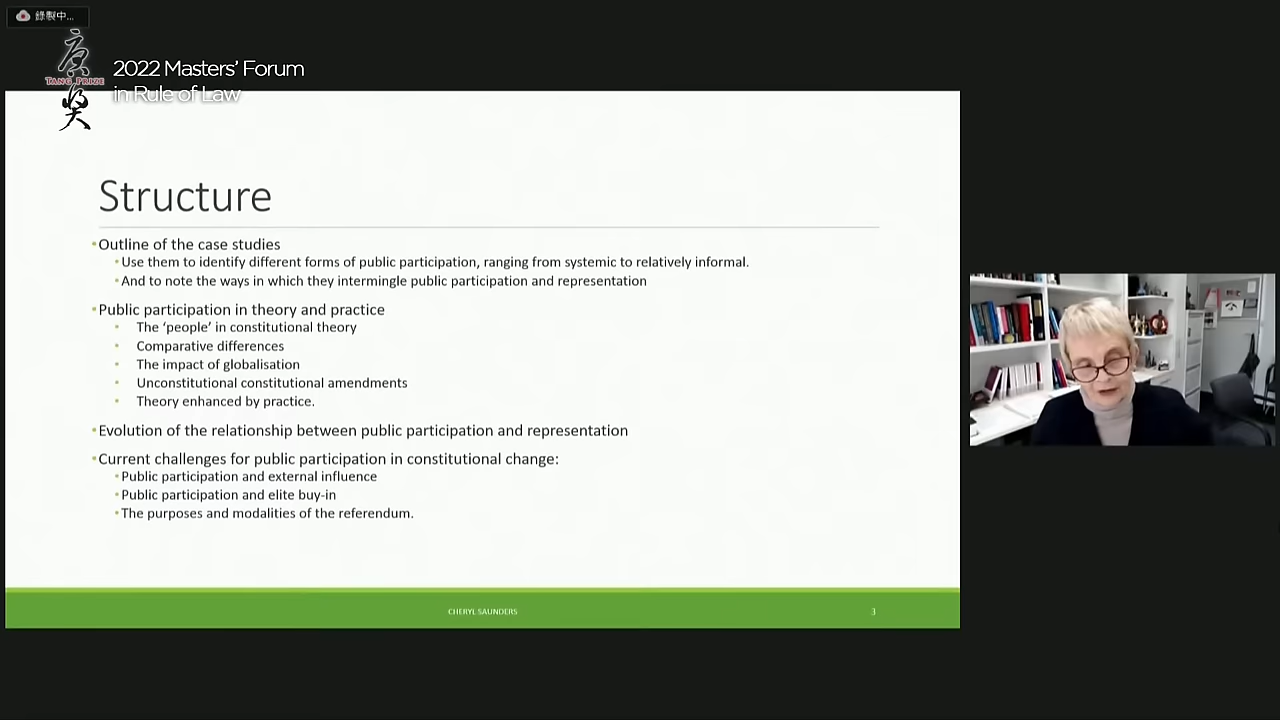 錄製中...
唐獎
TANG PRIZE
2022 Masters' Forum
in Rule of Law
Structure
Outline of the case studies
Use them to identify different forms of public participation, ranging from systemic to relatively informal.
And to note the ways in which they intermingle public participation and representation
Public participation in theory and practice
The ‘people’ in constitutional theory
Comparative differences
The impact of globalisation
Unconstitutional constitutional amendments
Theory enhanced by practice.
Evolution of the relationship between public participation and representation
Current challenges for public participation in constitutional change:
Public participation and external influence
Public participation and elite buy-in
The purposes and modalities of the referendum.
CHERYL SAUNDERS
3